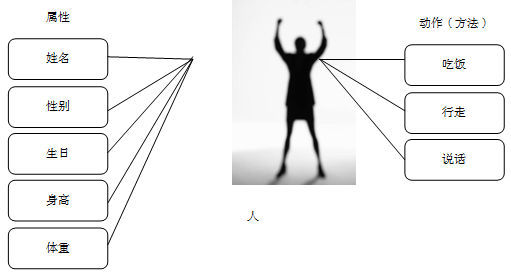 属性
姓名
性别
生日
身高
体重
人
动作（方法）
吃饭
行走
说话